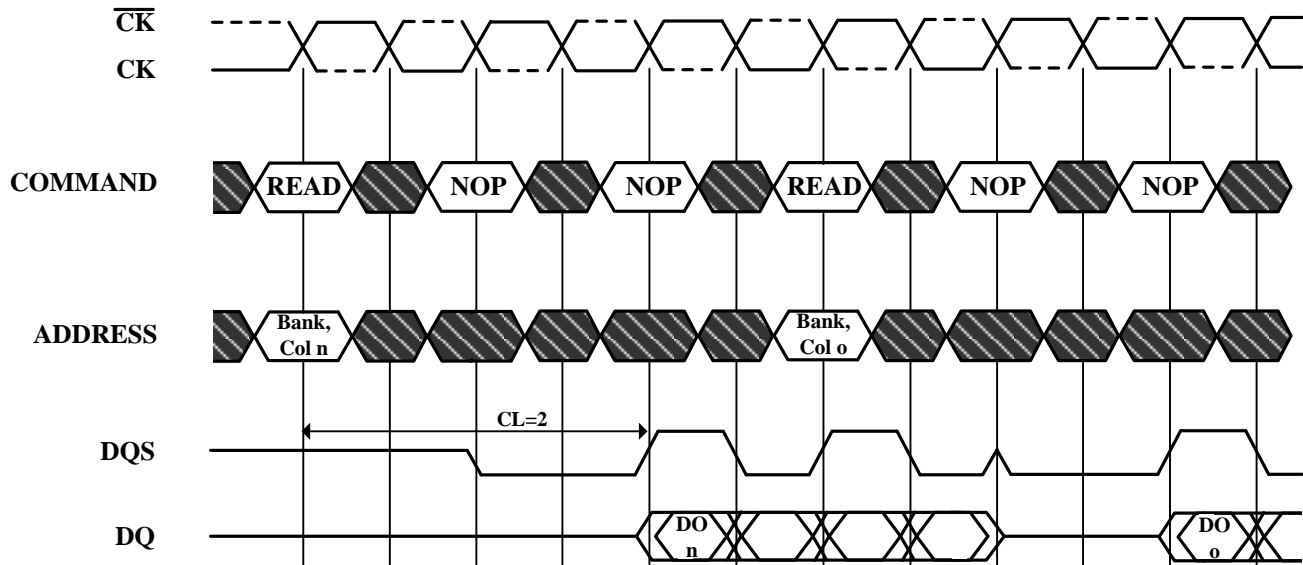 CK
CK
COMMAND READ NOP NOP READ NOP NOP
ADDRESS Bank, Col n Bank, Col o
CL=2
DQS
DQ DO n DO o